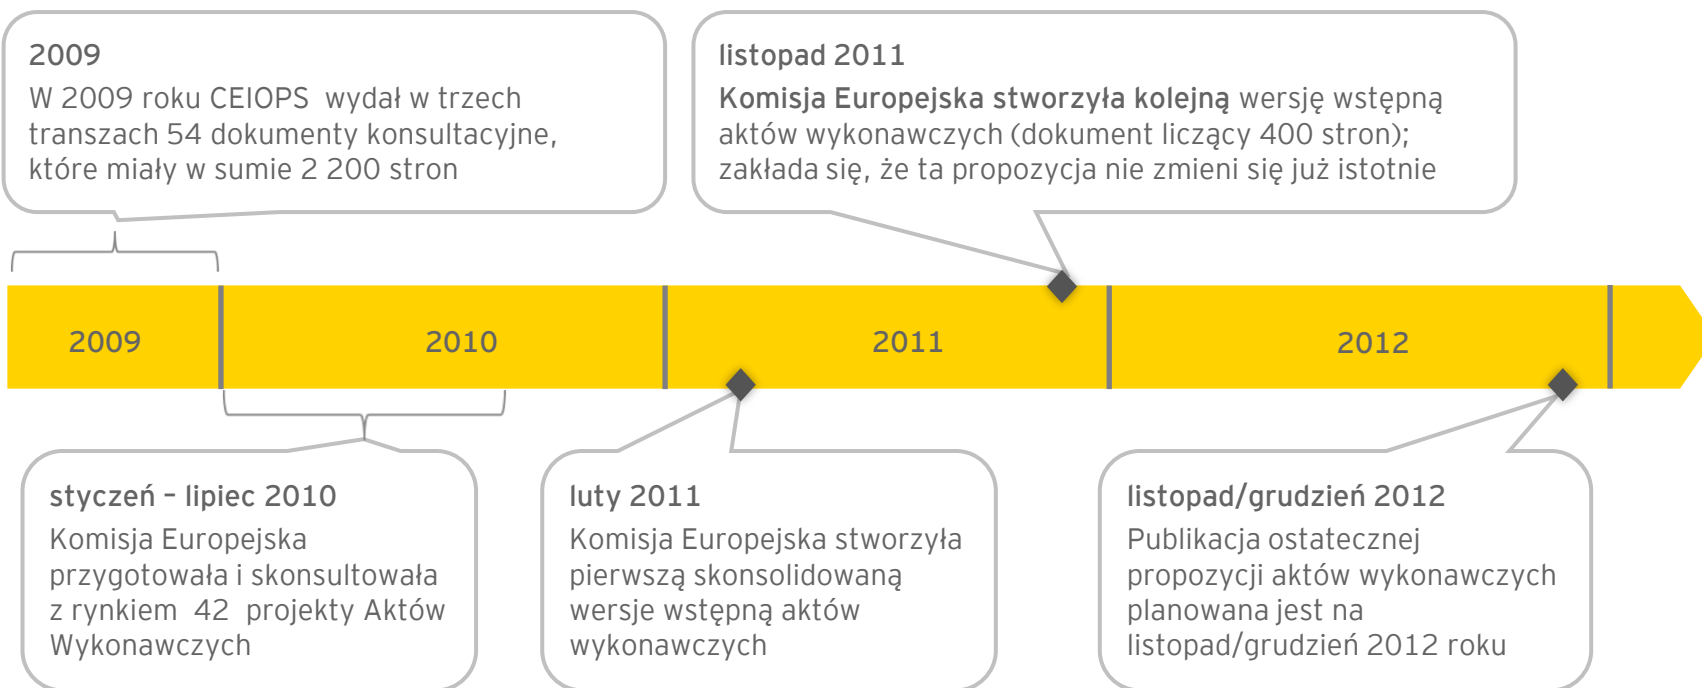 2009
W 2009 roku CEIOPS wydał w trzech
transzach 54 dokumenty konsultacyjne,
które miały w sumie 2 200 stron
listopad 2011
Komisja Europejska stworzyła kolejną wersję wstępną
aktów wykonawczych (dokument liczący 400 stron);
zakłada się, że ta propozycja nie zmieni się już istotnie
2009
2010
2011
2012
styczeń – lipiec 2010
Komisja Europejska
przygotowała i skonsultowała
z rynkiem 42 projekty Aktów
Wykonawczych
luty 2011
Komisja Europejska stworzyła
pierwszą skonsolidowaną
wersje wstępną aktów
wykonawczych
listopad/grudzień 2012
Publikacja ostatecznej
propozycji aktów wykonawczych
planowana jest na
listopad/grudzień 2012 roku